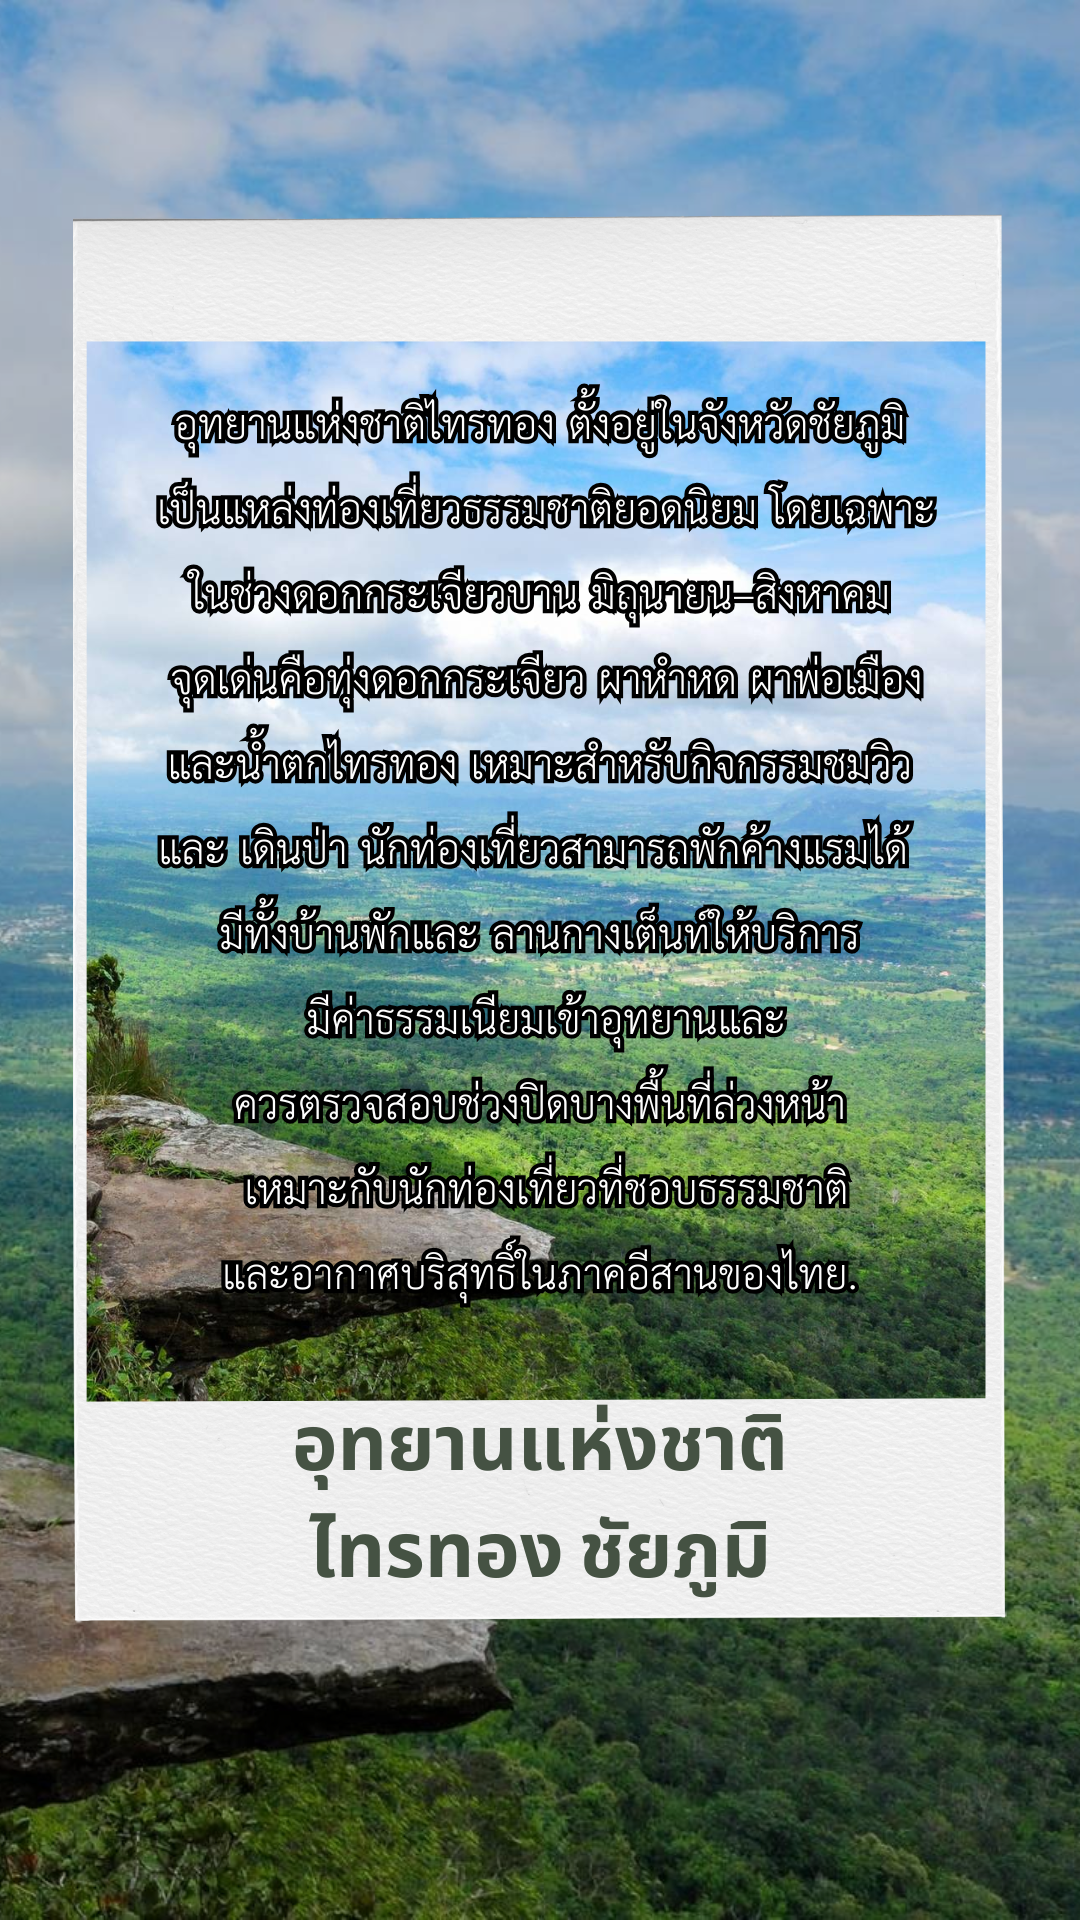 อุทยานแห่งชาติไทรทอง ตั้งอยู่ในจังหวัดชัยภูมิ
เป็นแหล่งท่องเที่ยวธรรมชาติยอดนิยม โดยเฉพาะ
ในช่วงดอกกระเจียวบาน มิถุนายน–สิงหาคม
จุดเด่นคือทุ่งดอกกระเจียว ผาหำหด ผาพ่อเมือง
และน้ำตกไทรทอง เหมาะสำหรับกิจกรรมชมวิว
และ เดินป่า นักท่องเที่ยวสามารถพักค้างแรมได้
มีทั้งบ้านพักและ ลานกางเต็นท์ให้บริการ
มีค่าธรรมเนียมเข้าอุทยานและ
ควรตรวจสอบช่วงปิดบางพื้นที่ล่วงหน้า
เหมาะกับนักท่องเที่ยวที่ชอบธรรมชาติ
และอากาศบริสุทธิ์ในภาคอีสานของไทย.
อุทยานแห่งชาติ
ไทรทอง ชัยภูมิ